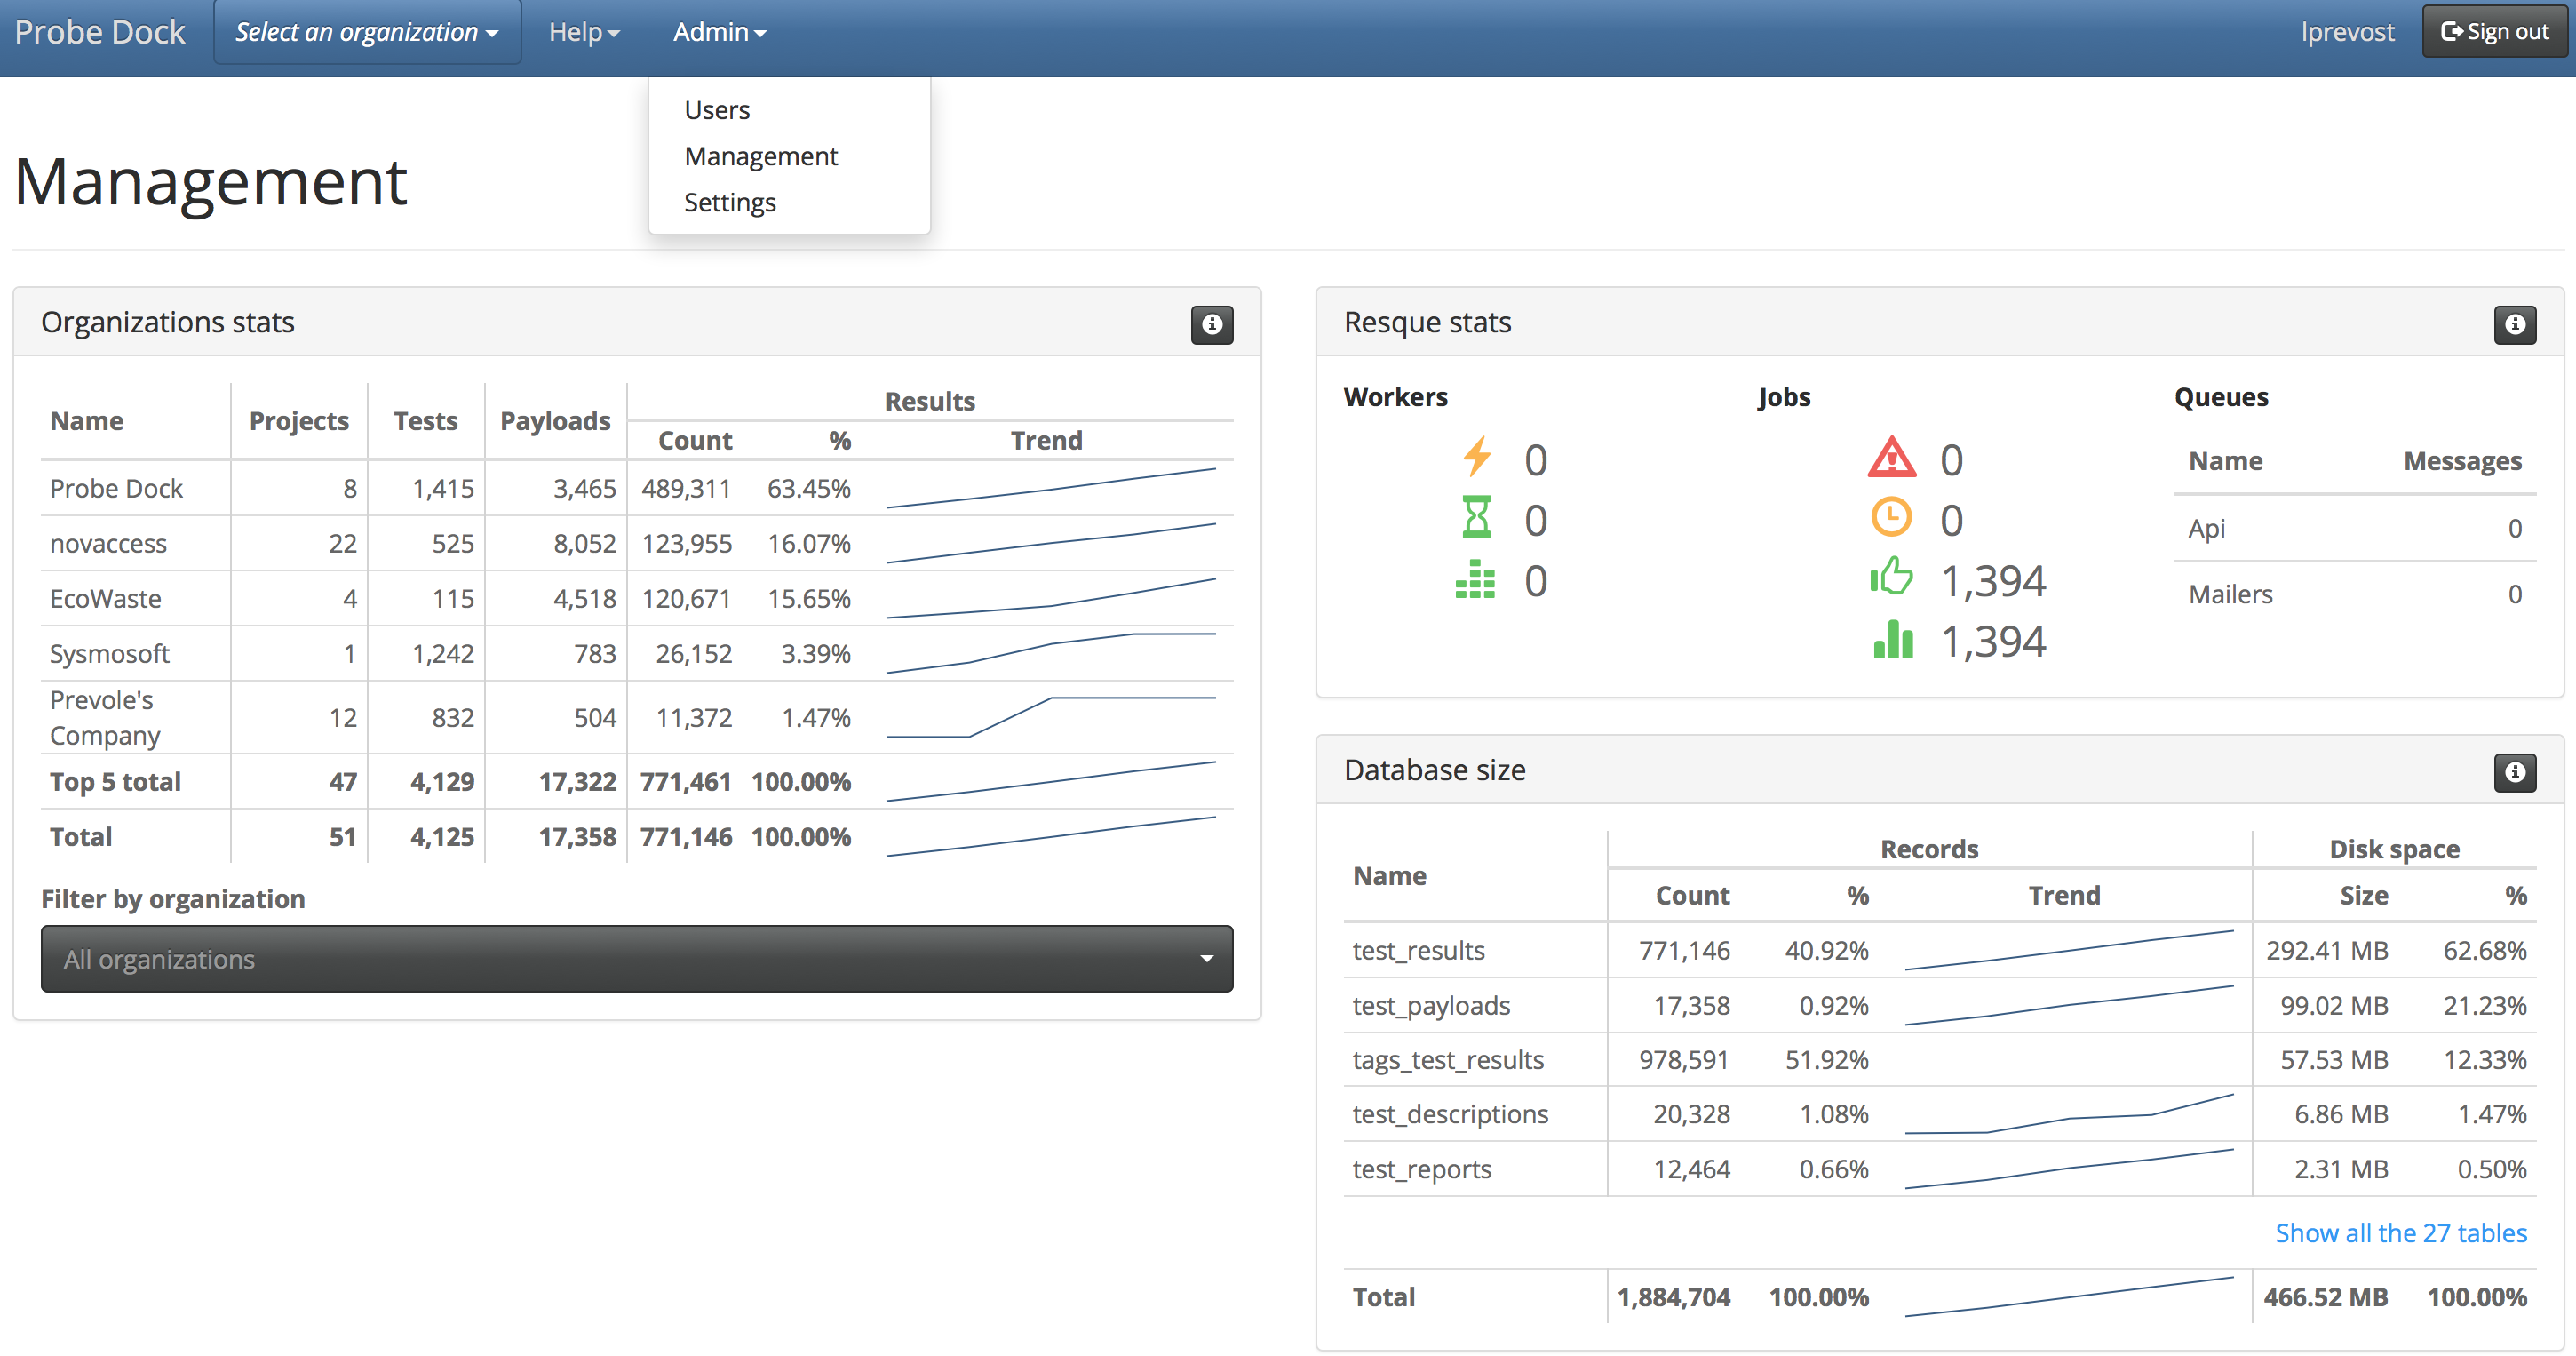 Probe Dock Select an organization Help Admin lprevost Sign out
Users
Management
Settings
Management
Organizations stats
Name Projects Tests Payloads Results
Count % Trend
Probe Dock 8 1,415 3,465 489,311 63.45%
novaccess 22 525 8,052 123,955 16.07%
EcoWaste 4 115 4,518 120,671 15.65%
Sysmosoft 1 1,242 783 26,152 3.39%
Prevole's
Company 12 832 504 11,372 1.47%
Top 5 total 47 4,129 17,322 771,461 100.00%
Total 51 4,125 17,358 771,146 100.00%
Filter by organization
All organizations
Resque stats
Workers
0
0
0
Jobs
0
0
1,394
1,394
Queues
Name Messages
Api 0
Mailers 0
Database size
Name Records Disk space
Count % Trend Size %
test_results 771,146 40.92% 292.41 MB 62.68%
test_payloads 17,358 0.92% 99.02 MB 21.23%
tags_test_results 978,591 51.92% 57.53 MB 12.33%
test_descriptions 20,328 1.08% 6.86 MB 1.47%
test_reports 12,464 0.66% 2.31 MB 0.50%
Show all the 27 tables
Total 1,884,704 100.00% 466.52 MB 100.00%